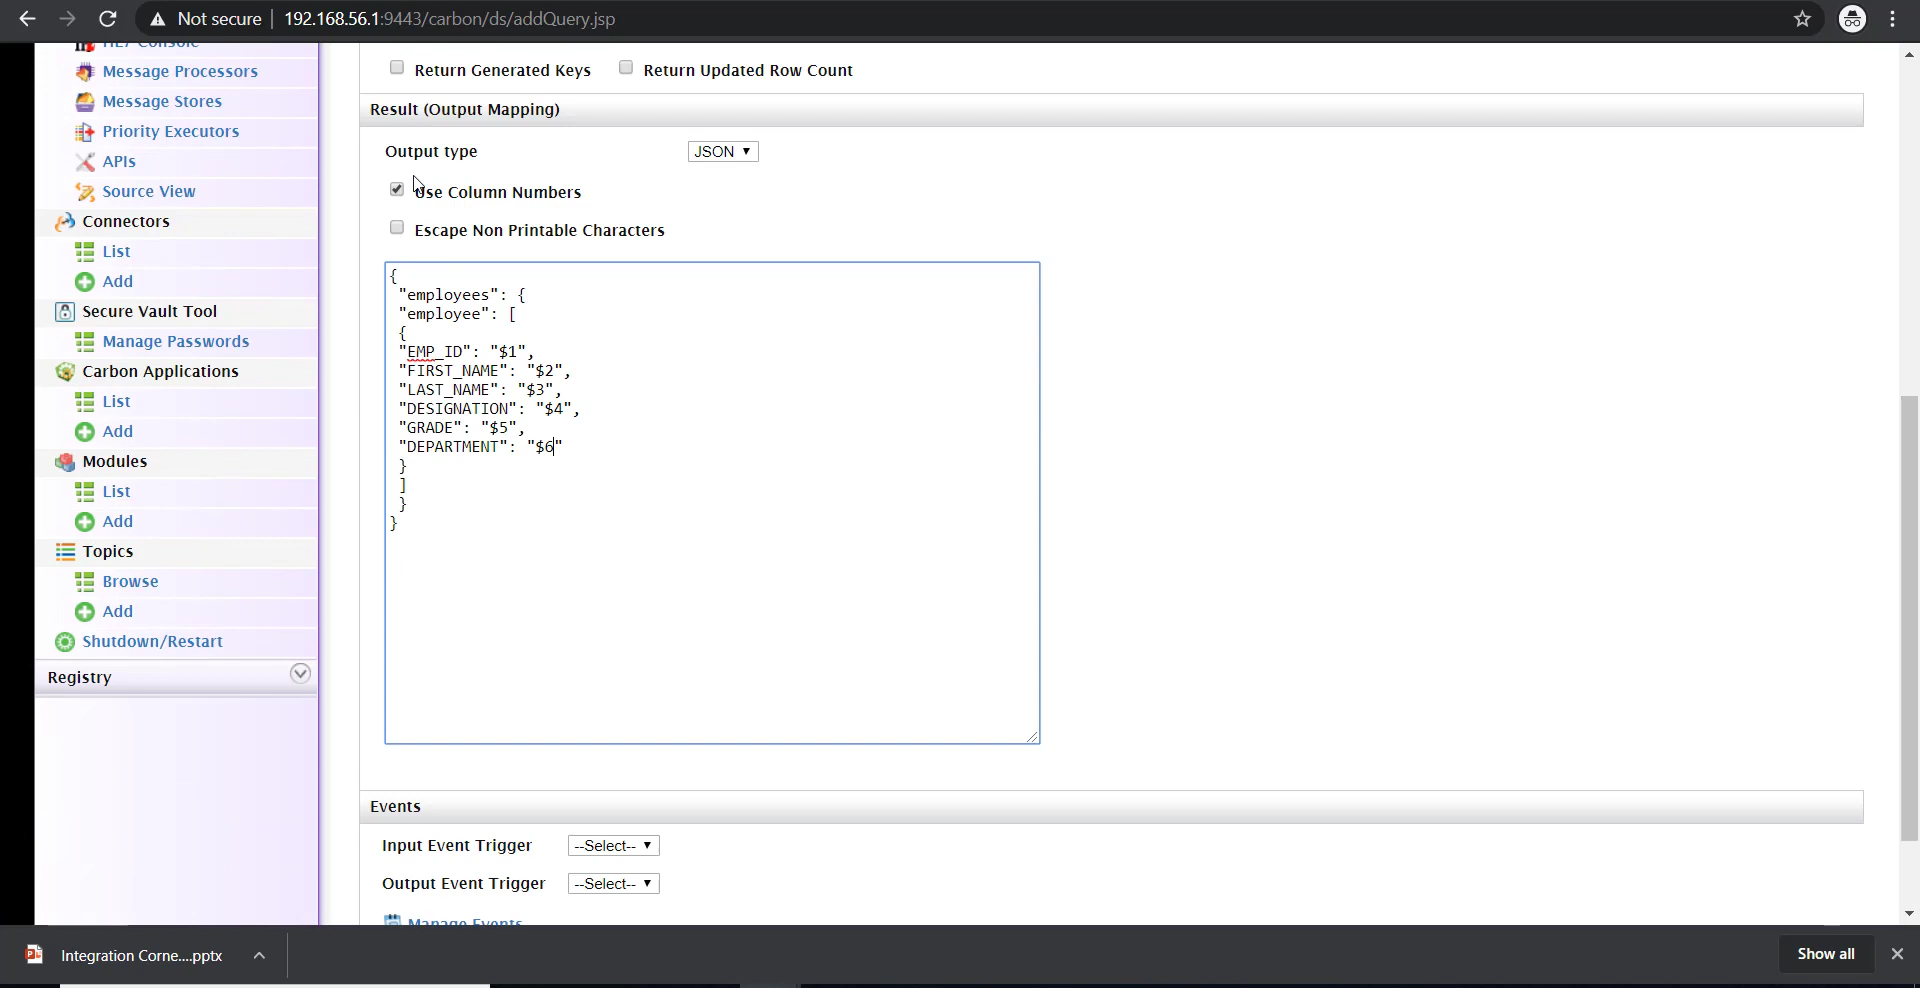 Not secure
192.168.56.1:9443/carbon/ds/addQuery.jsp
Message Processors
Message Stores
Priority Executors
APIs
Source View
Connectors
List
Add
Secure Vault Tool
Manage Passwords
Carbon Applications
List
Add
Modules
List
Add
Topics
Browse
Add
Shutdown/Restart
Registry
Return Generated Keys
Return Updated Row Count
Result (Output Mapping)
Output type
JSON
Use Column Numbers
Escape Non Printable Characters
{
"employees": {
"employee": [
{
"EMP_ID": "$1",
"FIRST_NAME": "$2",
"LAST_NAME": "$3",
"DESIGNATION": "$4",
"GRADE": "$5",
"DEPARTMENT": "$6"
}
]
}
}
Events
Input Event Trigger
--Select--
Output Event Trigger
--Select--
Manage Events
Integration Corne....pptx
Show all